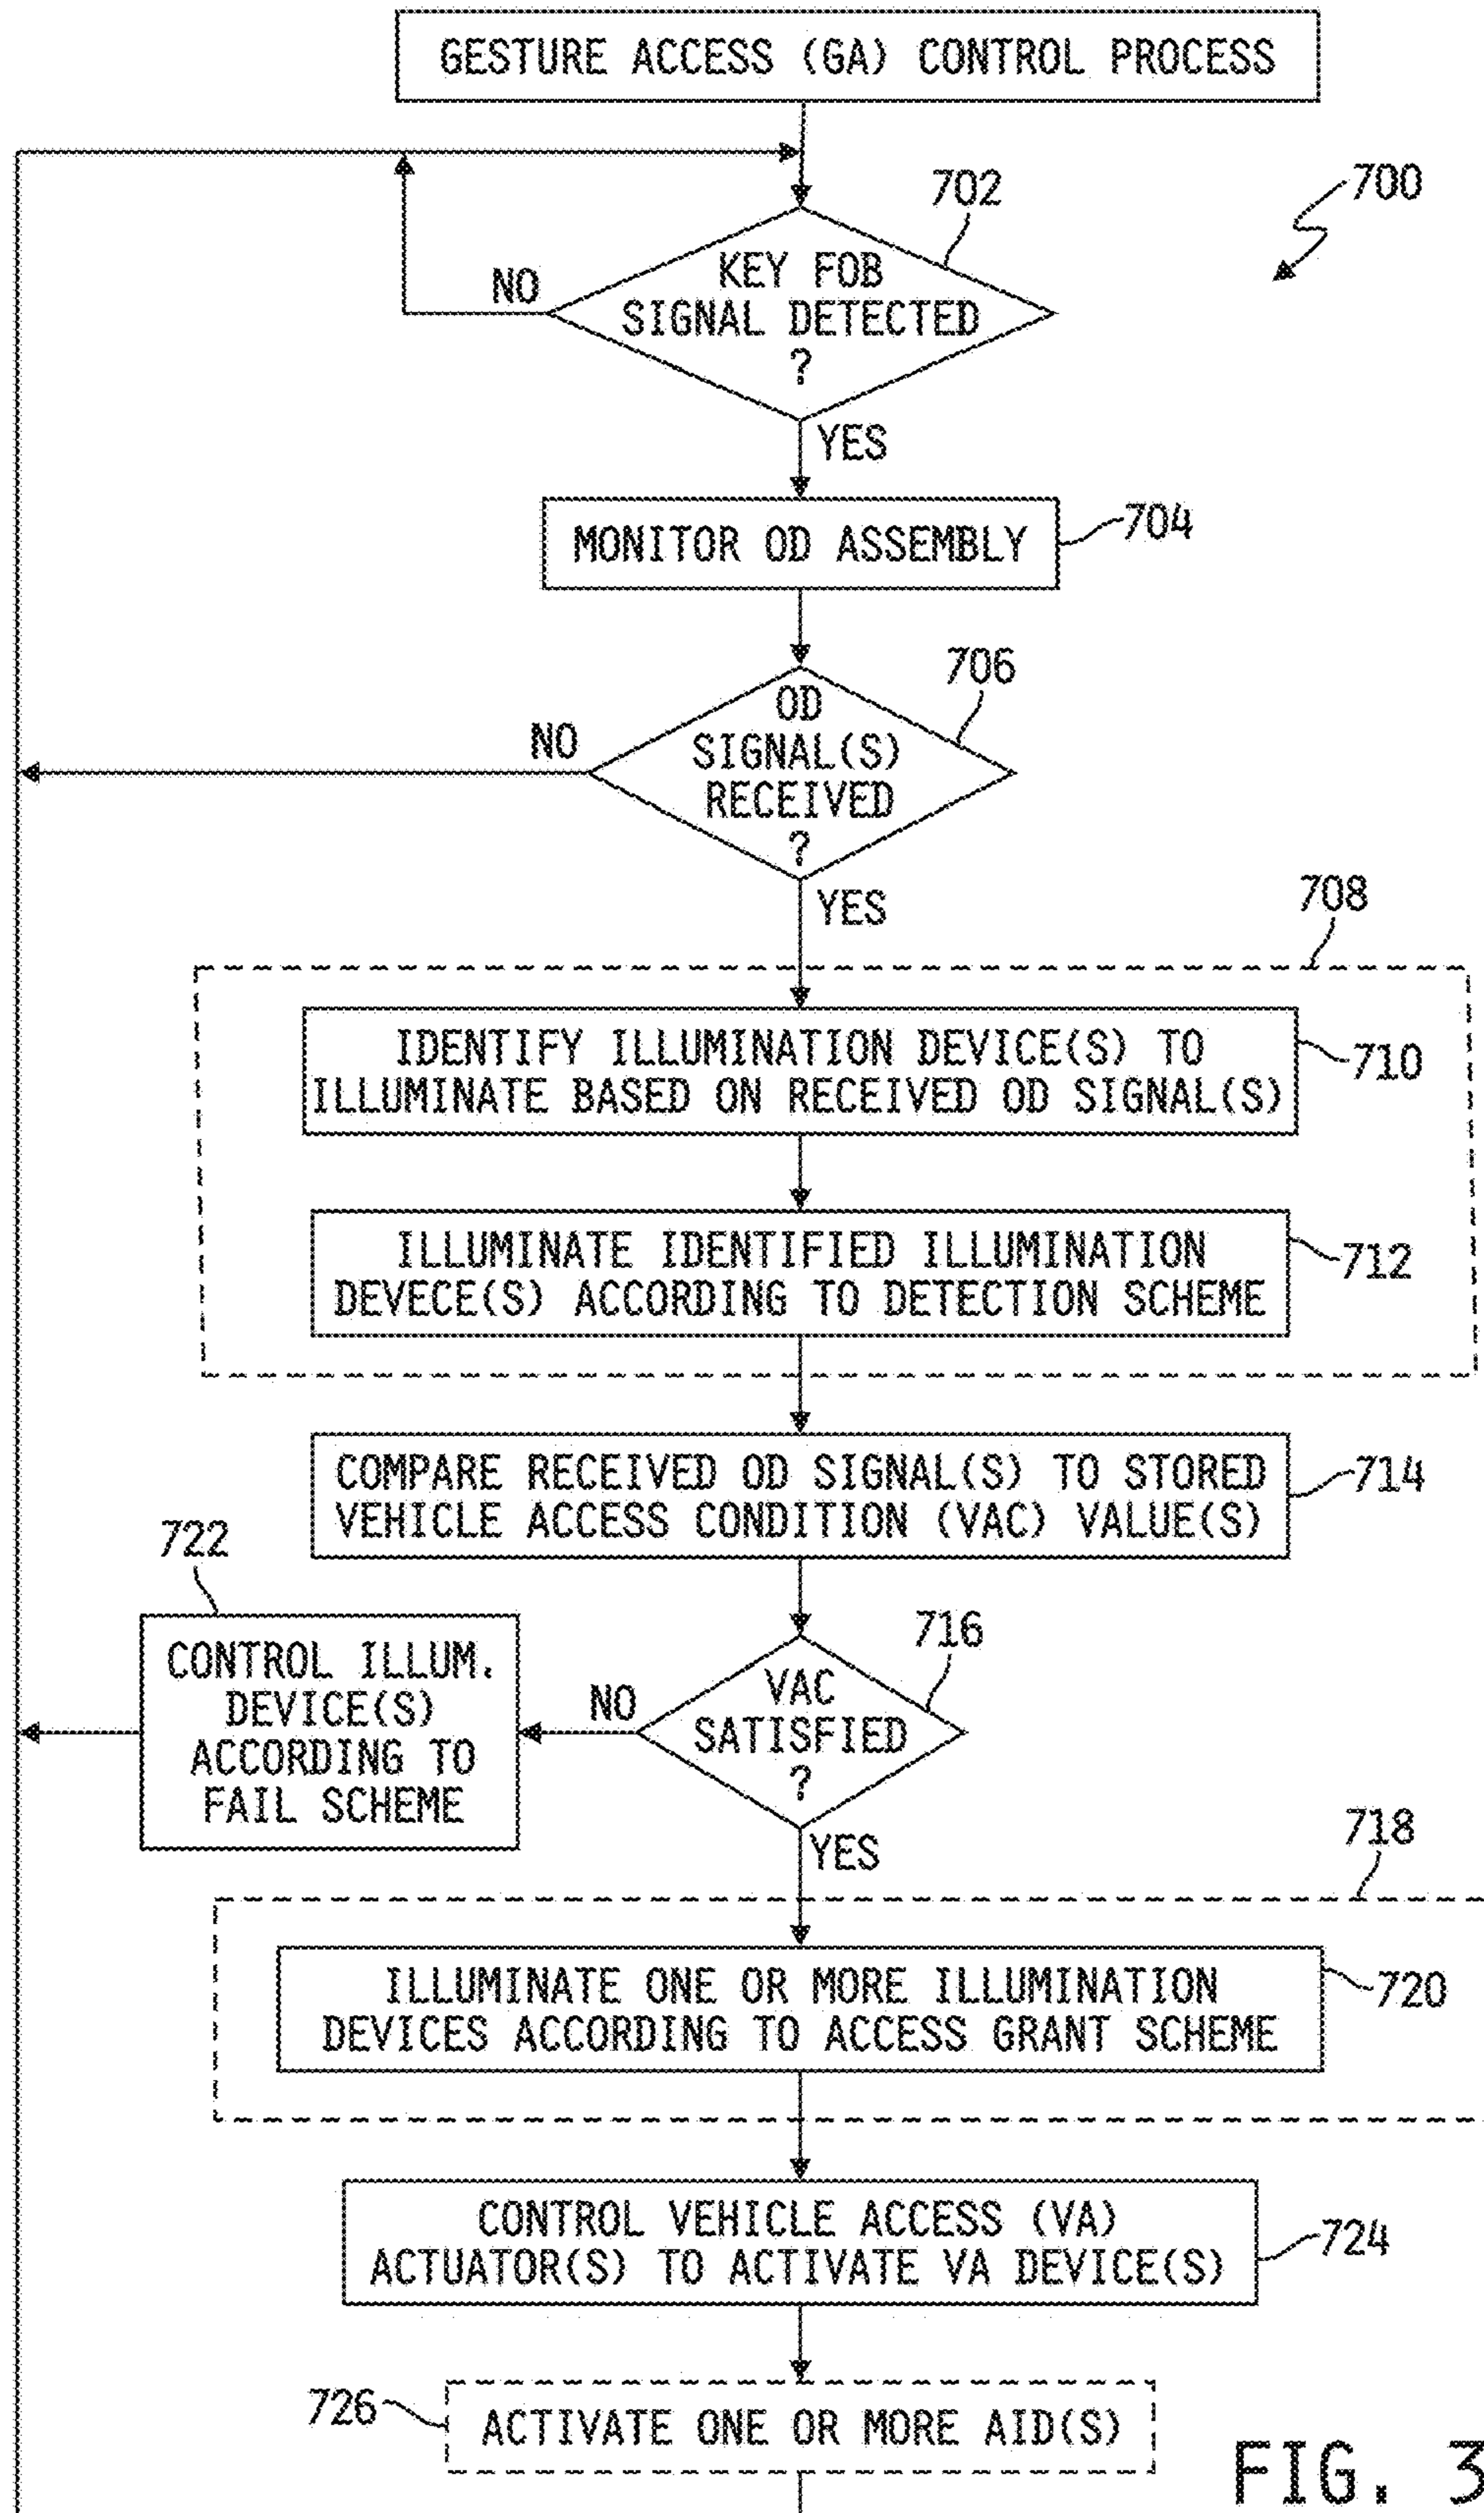 GESTURE ACCESS (GA) CONTROL PROCESS
700
702
KEY FOB
SIGNAL DETECTED
?
NO
YES
MONITOR OD ASSEMBLY
704
706
OD
SIGNAL(S)
RECEIVED
?
NO
YES
708
IDENTIFY ILLUMINATION DEVICE(S) TO
ILLUMINATE BASED ON RECEIVED OD SIGNAL(S)
710
ILLUMINATE IDENTIFIED ILLUMINATION
DEVECE(S) ACCORDING TO DETECTION SCHEME
712
COMPARE RECEIVED OD SIGNAL(S) TO STORED
VEHICLE ACCESS CONDITION (VAC) VALUE(S)
714
716
VAC
SATISFIED
?
NO
722
CONTROL ILLUM.
DEVICE(S)
ACCORDING TO
FAIL SCHEME
YES
718
ILLUMINATE ONE OR MORE ILLUMINATION
DEVICES ACCORDING TO ACCESS GRANT SCHEME
720
CONTROL VEHICLE ACCESS (VA)
ACTUATOR(S) TO ACTIVATE VA DEVICE(S)
724
726
ACTIVATE ONE OR MORE AID(S)
FIG. 3